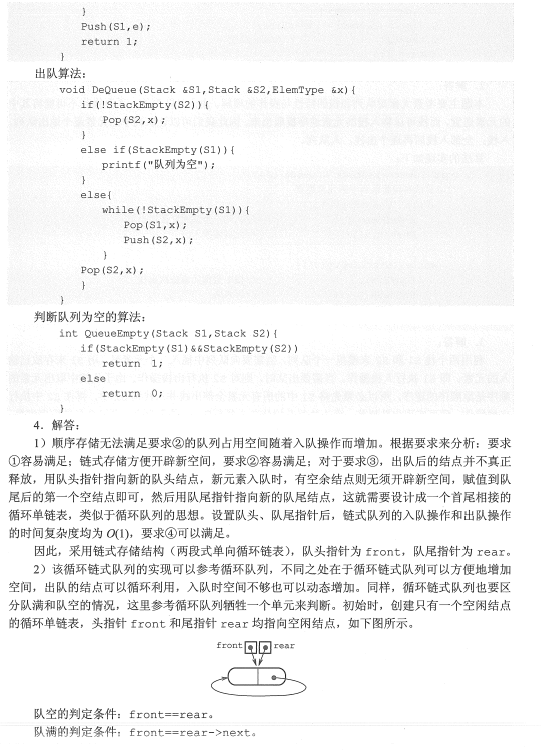 }
Push(S1,e);
return 1;
}
出队算法：
void DeQueue(Stack &S1,Stack &S2,ElemType &x){
if(!StackEmpty(S2)){
Pop(S2,x);
}
else if(StackEmpty(S1)){
printf("队列为空");
}
else{
while(!StackEmpty(S1)){
Pop(S1,x);
Push(S2,x);
}
Pop(S2,x);
}
}
判断队列为空的算法：
int QueueEmpty(Stack S1,Stack S2){
if(StackEmpty(S1)&&StackEmpty(S2))
return 1;
else
return 0;
}
4．解答：
1）顺序存储无法满足要求②的队列占用空间随着入队操作而增加。根据要求来分析：要求
①容易满足；链式存储方便开辟新空间，要求②容易满足；对于要求③，出队后的结点并不真正
释放，用队头指针指向新的队头结点，新元素入队时，有空余结点则无须开辟新空间，赋值到队
尾后的第一个空结点即可，然后用队尾指针指向新的队尾结点，这就需要设计成一个首尾相接的
循环单链表，类似于循环队列的思想。设置队头、队尾指针后，链式队列的入队操作和出队操作
的时间复杂度均为 O(1)，要求④可以满足。
因此，采用链式存储结构（两段式单向循环链表），队头指针为 front，队尾指针为 rear。
2）该循环链式队列的实现可以参考循环队列，不同之处在于循环链式队列可以方便地增加
空间，出队的结点可以循环利用，入队时空间不够也可以动态增加。同样，循环链式队列也要区
分队满和队空的情况，这里参考循环队列牺牲一个单元来判断。初始时，创建只有一个空闲结点
的循环单链表，头指针 front 和尾指针 rear 均指向空闲结点，如下图所示。
front rear
队空的判定条件：front==rear。
队满的判定条件：front==rear->next。